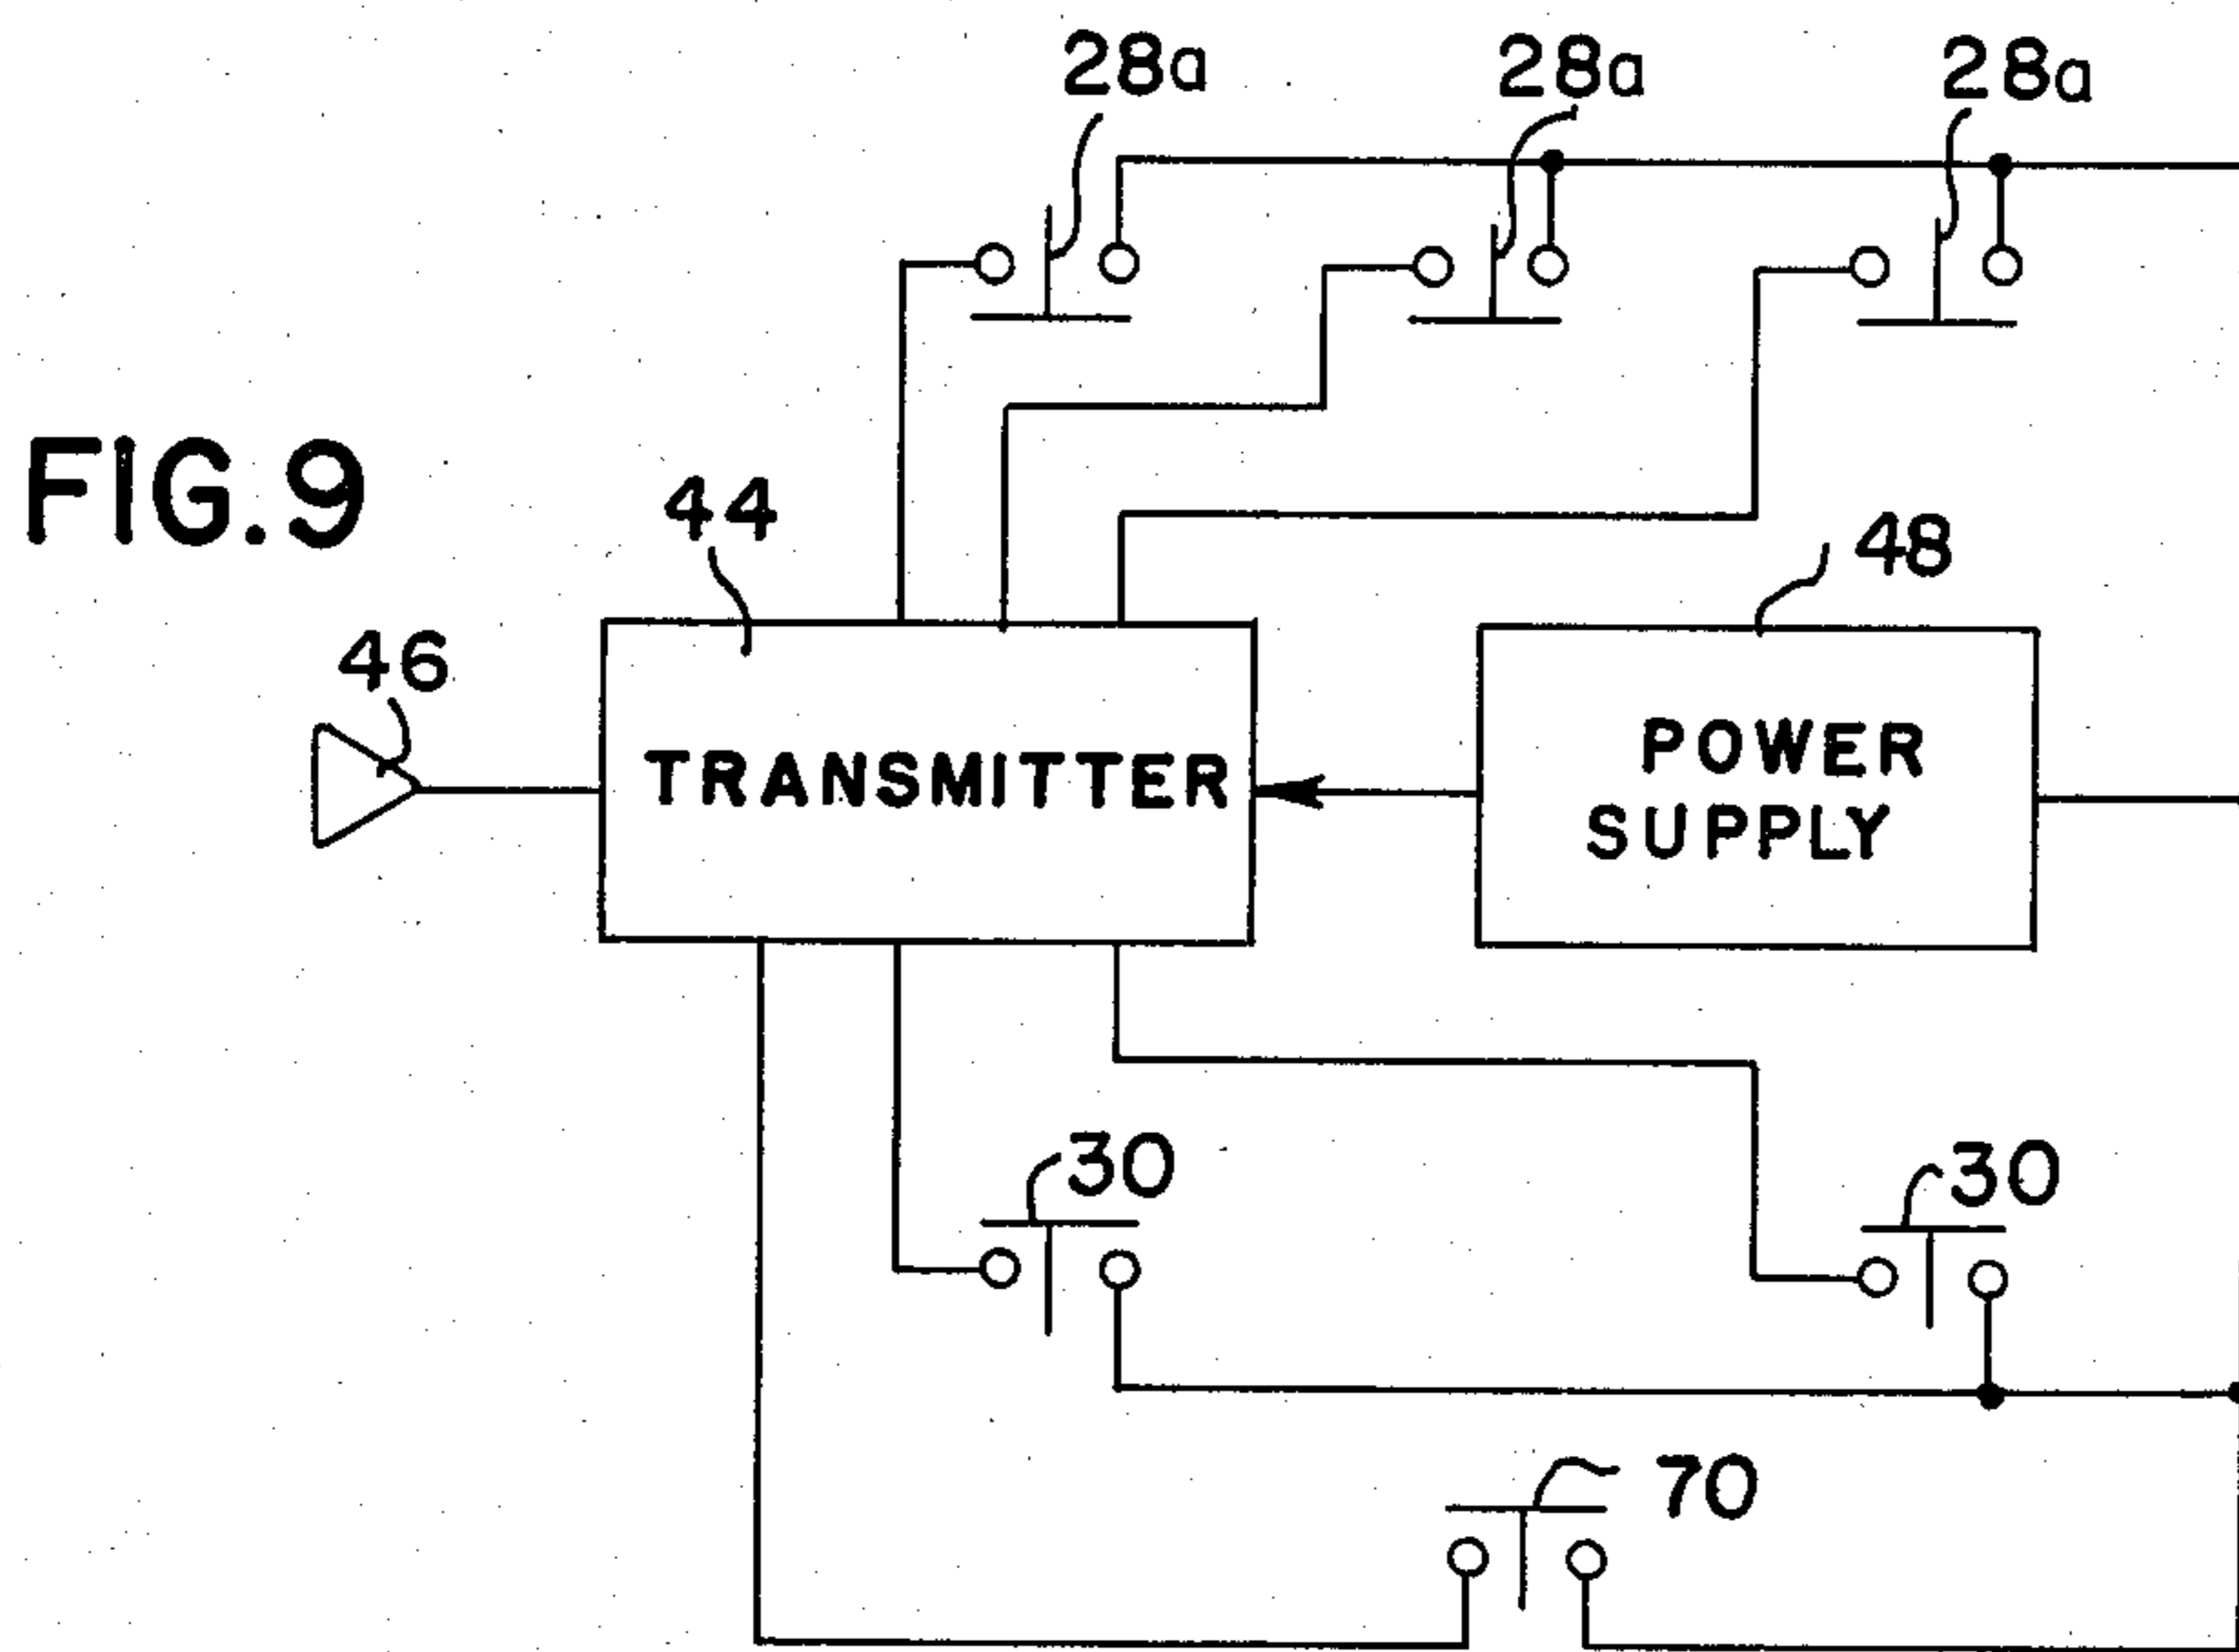 28a 28a 28a
FIG.9
44
48
46
TRANSMITTER
POWER
SUPPLY
30 30
70